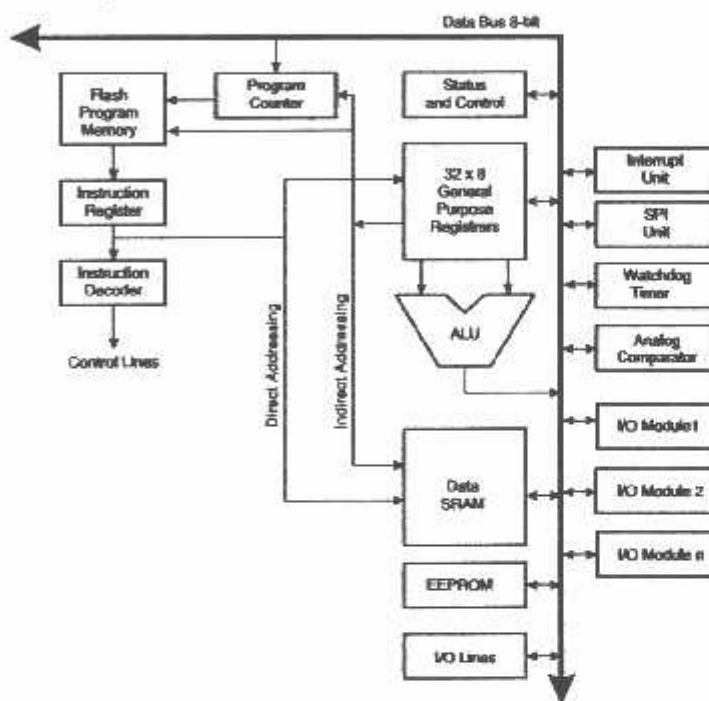 Data Bus 8-bit
Flash
Program
Memory
Program
Counter
Status
and Control
32 x 8
General
Purpose
Registrers
Interrupt
Unit
Instruction
Register
SPI
Unit
Instruction
Decoder
Watchdog
Timer
Direct Addressing
Indirect Addressing
ALU
Analog
Comparator
Control Lines
I/O Module1
Data
SRAM
I/O Module 2
I/O Module n
EEPROM
I/O Lines